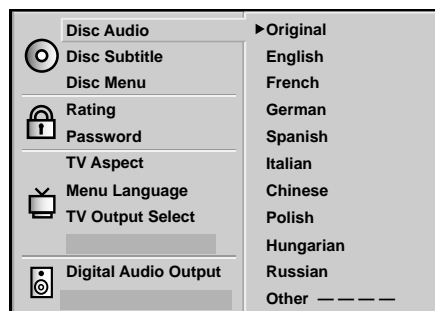 Disc Audio
Disc Subtitle
Disc Menu
Rating
Password
TV Aspect
Menu Language
TV Output Select
Digital Audio Output
▶Original
English
French
German
Spanish
Italian
Chinese
Polish
Hungarian
Russian
Other — — — —